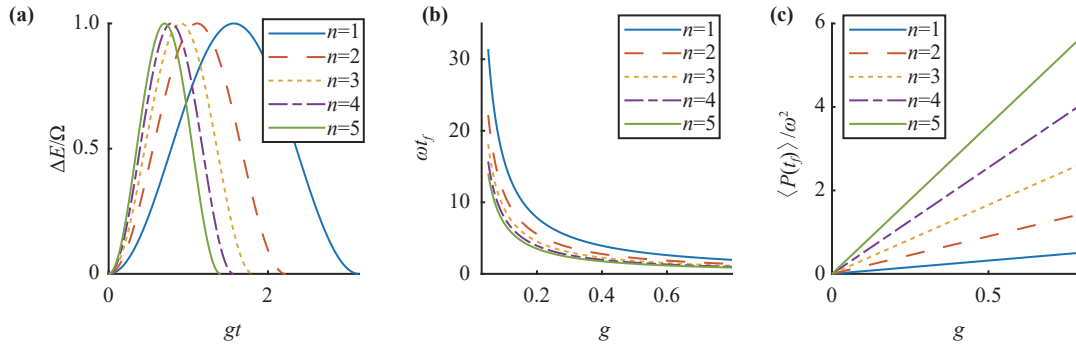 (a)
1.0
0.5
0
0
2
ΔE/Ω
gt
n=1
n=2
n=3
n=4
n=5
(b)
30
20
10
0
0.2
0.4
0.6
ωt_f
g
n=1
n=2
n=3
n=4
n=5
(c)
6
4
2
0
0
0.5
⟨P(t_f)⟩/ω²
g
n=1
n=2
n=3
n=4
n=5